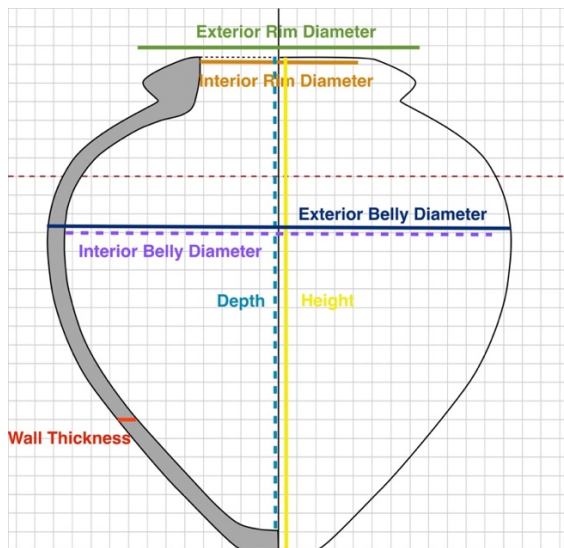 Exterior Rim Diameter
Interior Rim Diameter
Exterior Belly Diameter
Interior Belly Diameter
Depth
Height
Wall Thickness